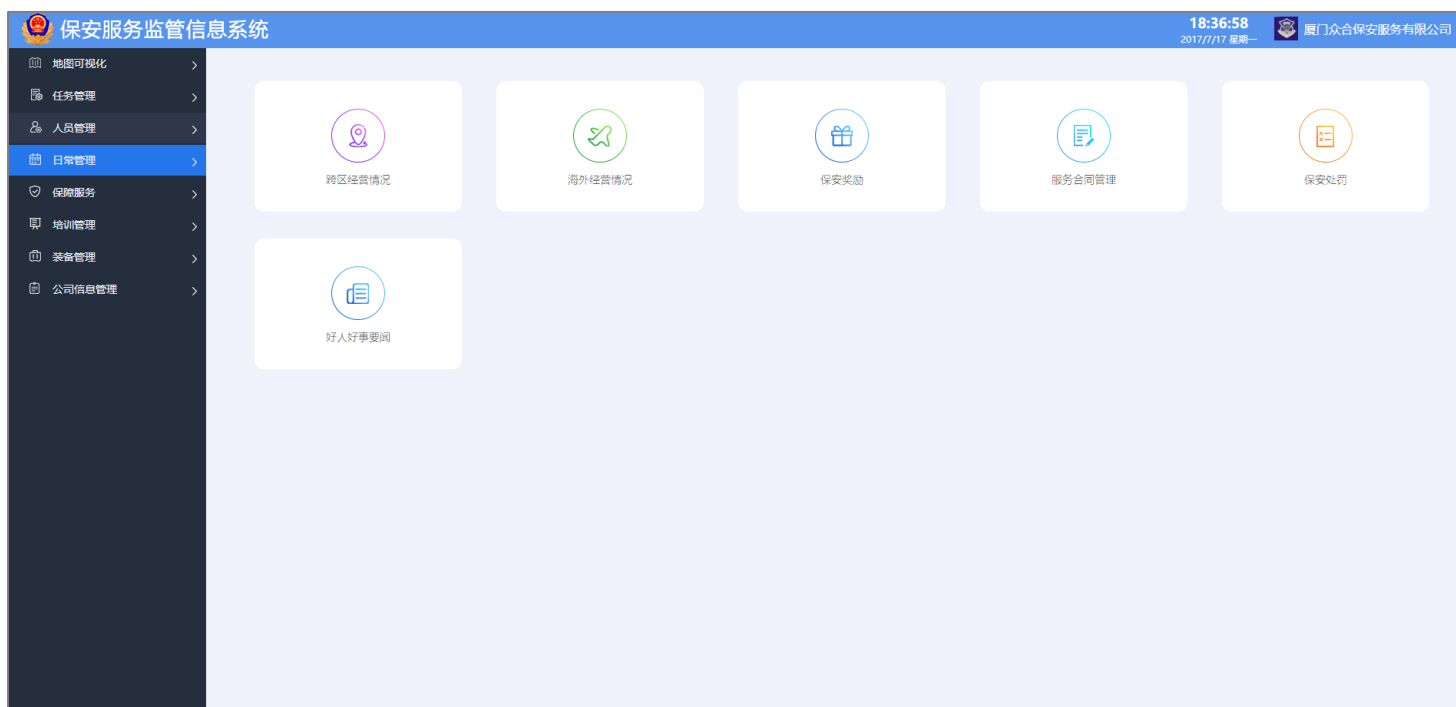 保安服务监管信息系统
18:36:58
2017/7/17 星期一
厦门众合保安服务有限公司
地图可视化
任务管理
人员管理
日常管理
保障服务
培训管理
装备管理
公司信息管理
跨区经营情况
海外经营情况
保安奖励
服务合同管理
保安处罚
好人好事要闻